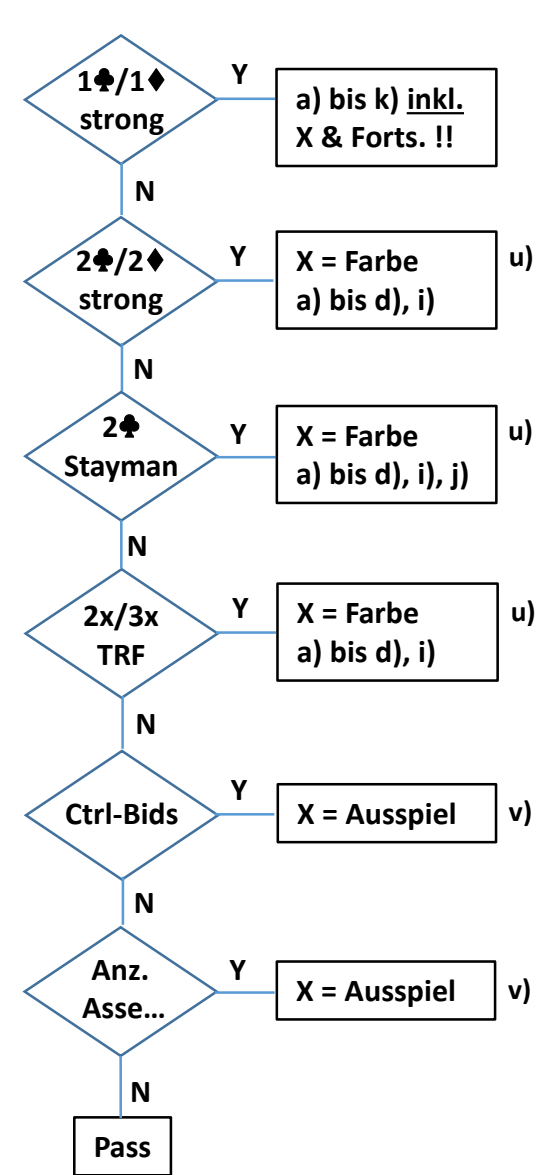 1♣/1♦
strong
Y
a) bis k) inkl.
X & Forts. !!
N
2♣/2♦
strong
Y
X = Farbe
a) bis d), i)
u)
N
2♣
Stayman
Y
X = Farbe
a) bis d), i), j)
u)
N
2x/3x
TRF
Y
X = Farbe
a) bis d), i)
u)
N
Ctrl-Bids
Y
X = Ausspiel
v)
N
Anz.
Asse...
Y
X = Ausspiel
v)
N
Pass